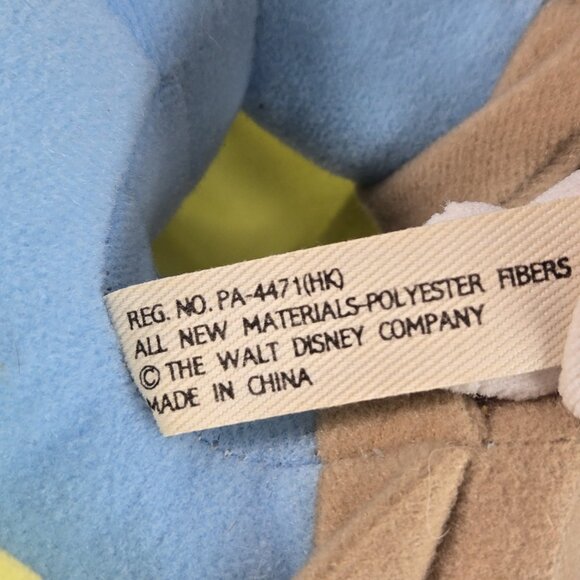 REG. NO. PA-4471(HK)
ALL NEW MATERIALS-POLYESTER FIBERS
© THE WALT DISNEY COMPANY
MADE IN CHINA